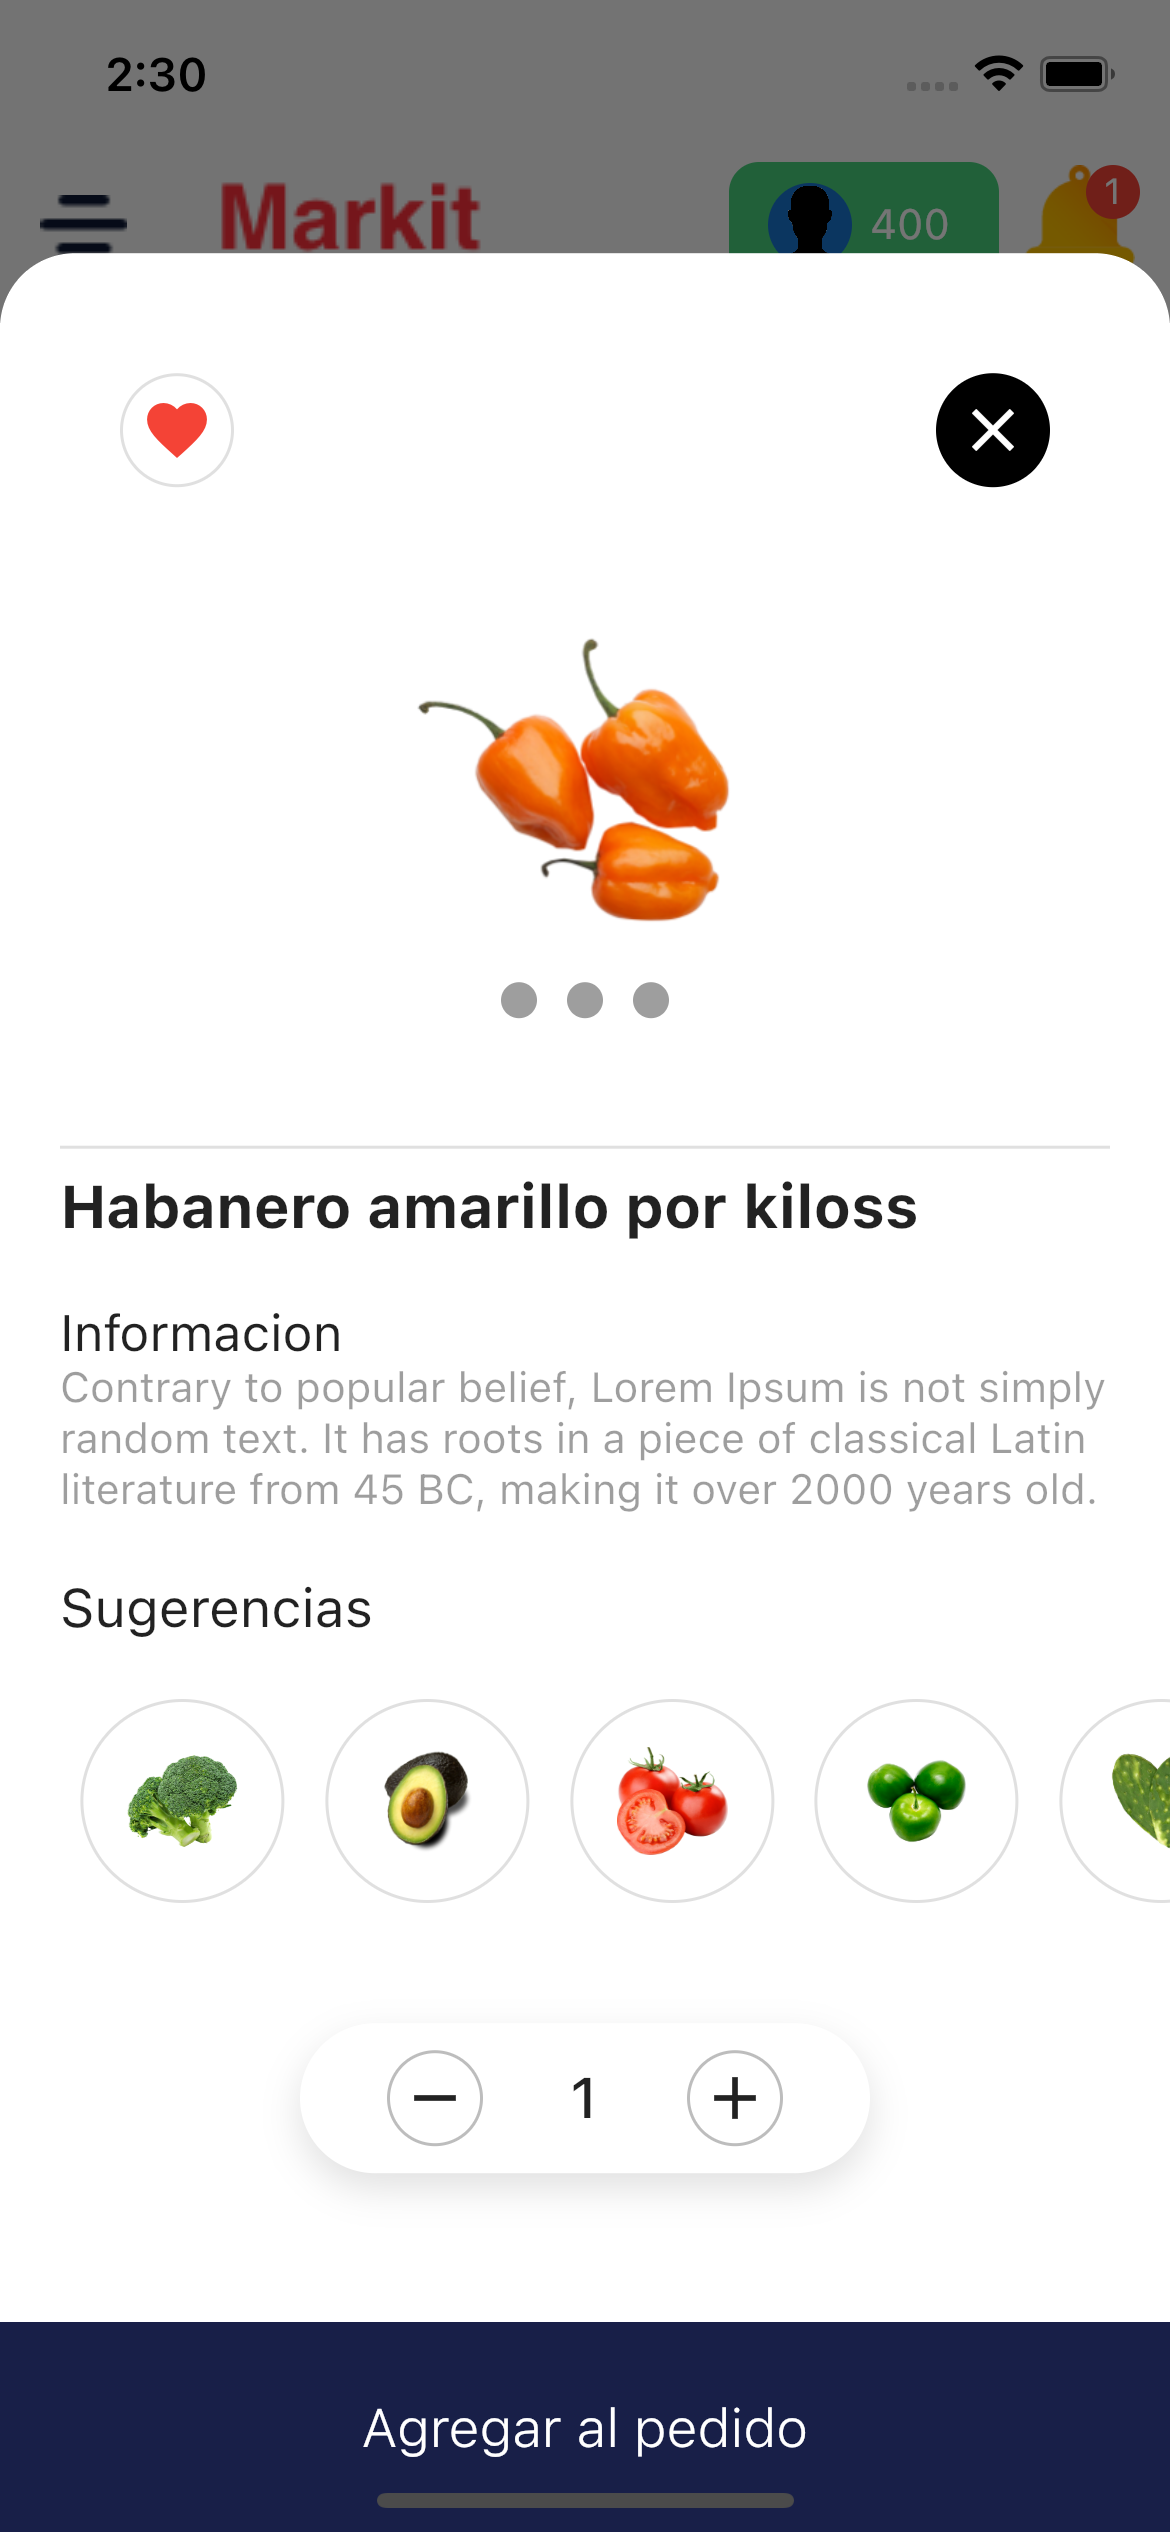 2:30
Markit
400
1
Habanero amarillo por kiloss
Informacion
Contrary to popular belief, Lorem Ipsum is not simply
random text. It has roots in a piece of classical Latin
literature from 45 BC, making it over 2000 years old.
Sugerencias
1
Agregar al pedido